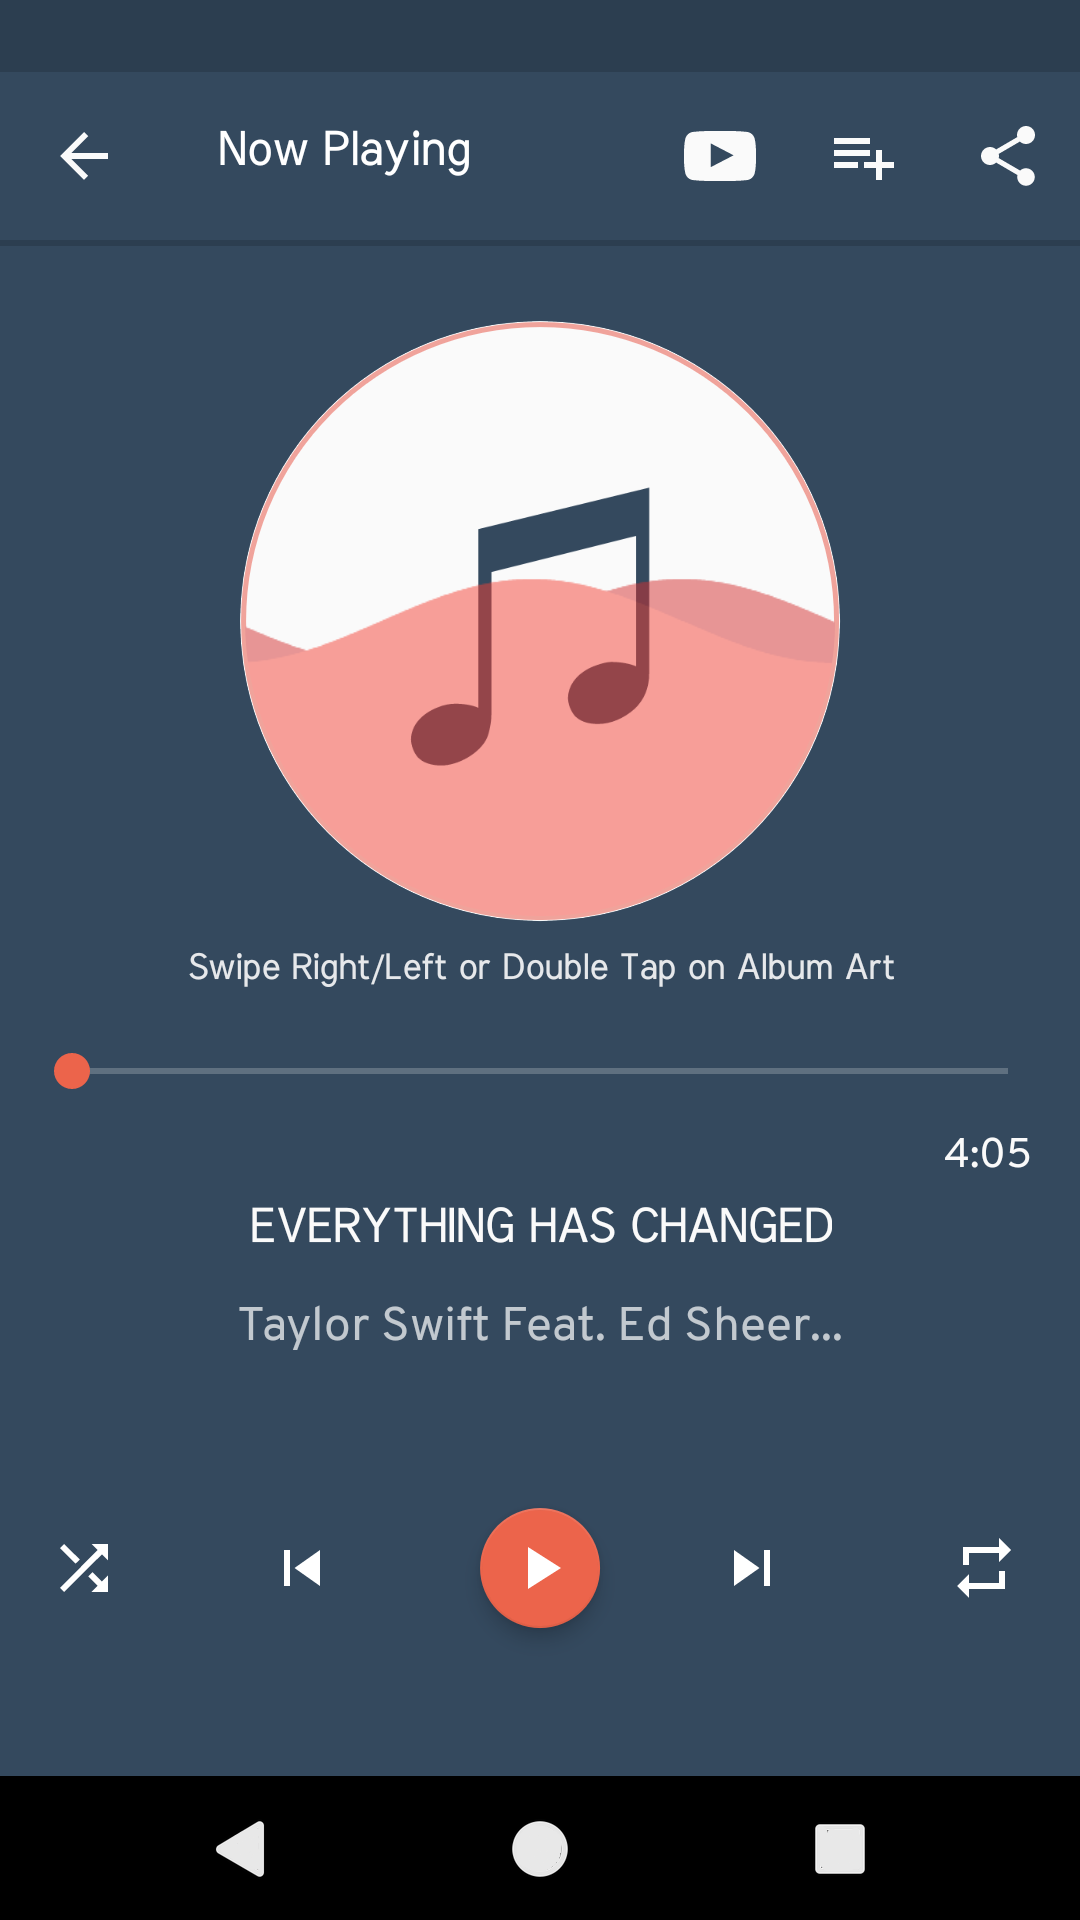 Now Playing
Swipe Right/Left or Double Tap on Album Art
4:05
EVERYTHING HAS CHANGED
Taylor Swift Feat. Ed Sheer...